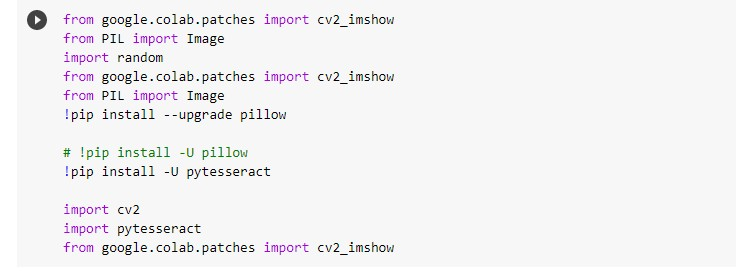 from google.colab.patches import cv2_imshow
from PIL import Image
import random
from google.colab.patches import cv2_imshow
from PIL import Image
!pip install --upgrade pillow
# !pip install -U pillow
!pip install -U pytesseract
import cv2
import pytesseract
from google.colab.patches import cv2_imshow